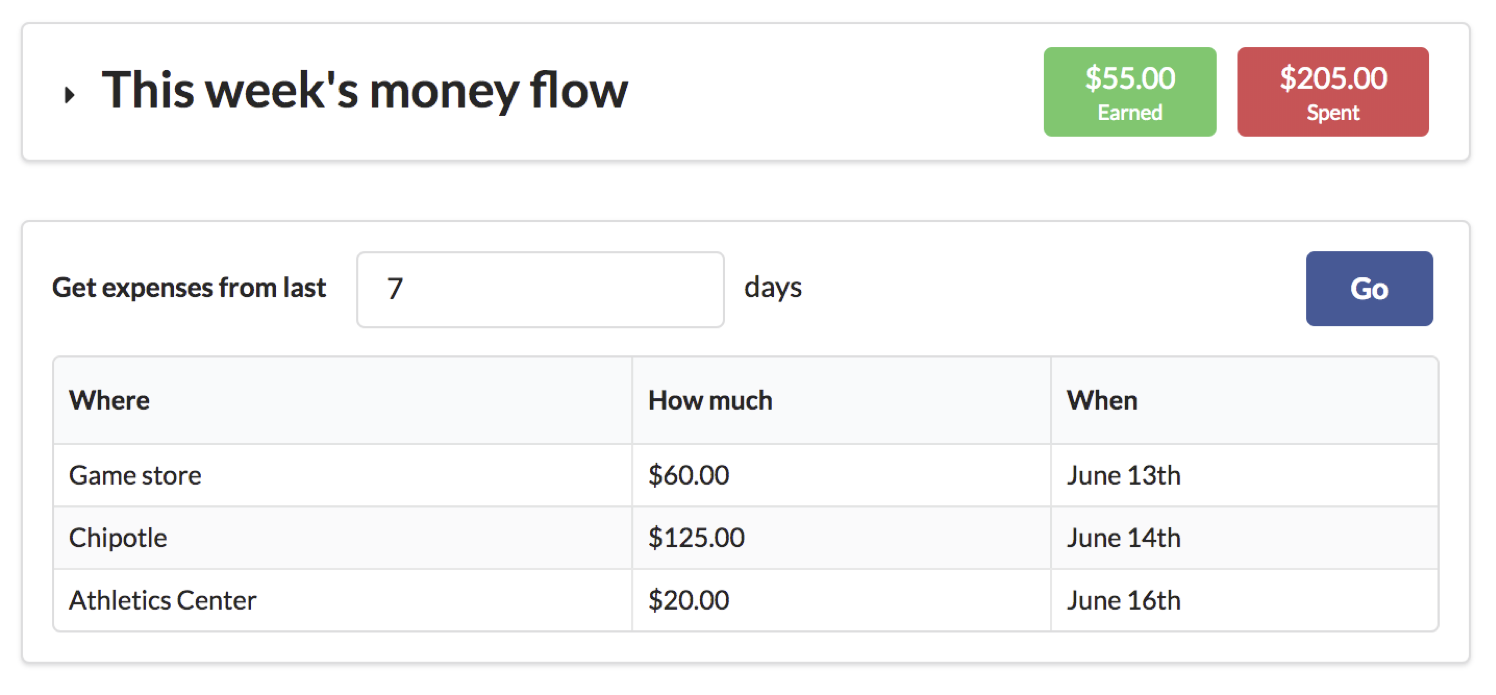 This week's money flow
$55.00
Earned
$205.00
Spent
Get expenses from last 7 days Go
Where How much When
Game store $60.00 June 13th
Chipotle $125.00 June 14th
Athletics Center $20.00 June 16th